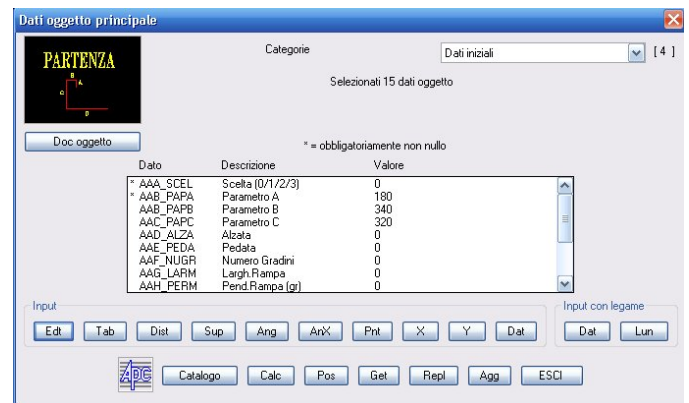 Dati oggetto principale
PARTENZA
B
A
C
D
Categorie
Dati iniziali
[ 4 ]
Selezionati 15 dati oggetto
Doc oggetto
* = obbligatoriamente non nullo
Dato Descrizione Valore
* AAA_SCEL Scelta (0/1/2/3) 0
* AAB_PAPA Parametro A 180
AAB_PAPB Parametro B 340
AAC_PAPC Parametro C 320
AAD_ALZA Alzata 0
AAE_PEDA Pedata 0
AAF_NUGR Numero Gradini 0
AAG_LARM Largh.Rampa 0
AAH_PERM Pend.Rampa (gr) 0
Input
Input con legame
Edt Tab Dist Sup Ang AnX Pnt X Y Dat Dat Lun
APC Catalogo Calc Pos Get Repl Agg ESCI